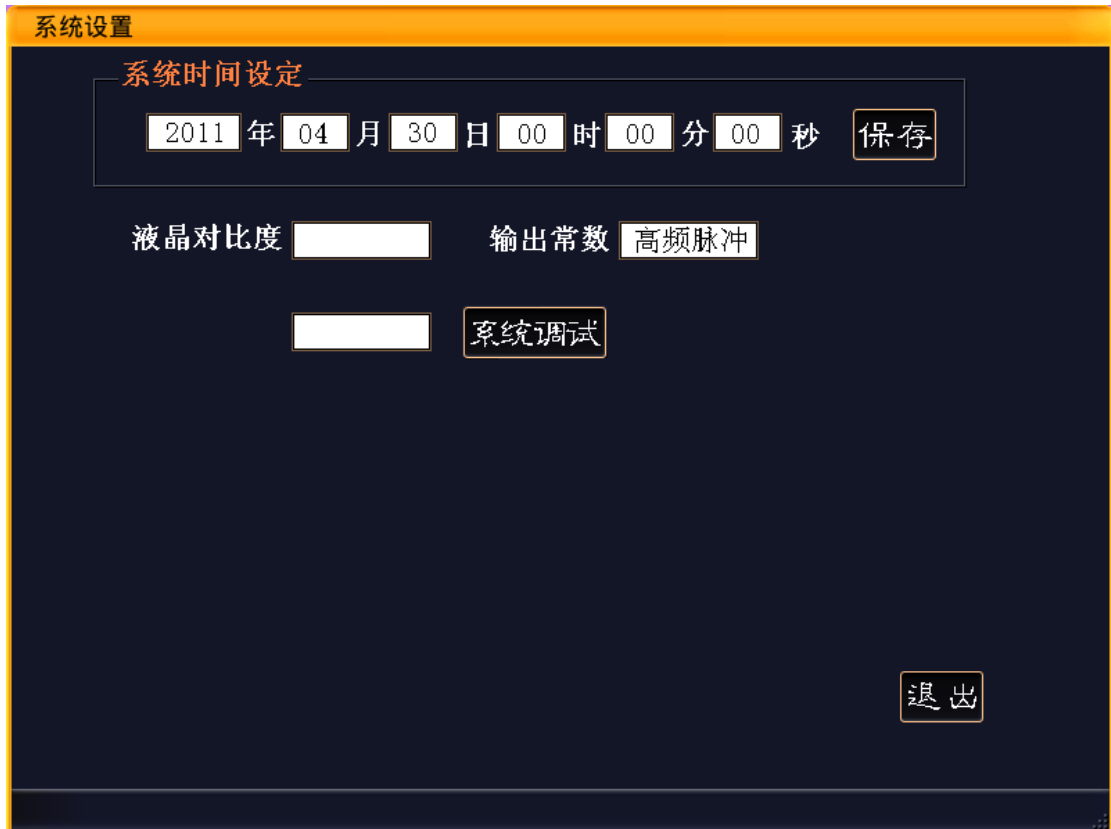 系统设置
系统时间设定
2011 年 04 月 30 日 00 时 00 分 00 秒 保存
液晶对比度 输出常数 高频脉冲
系统调试
退出